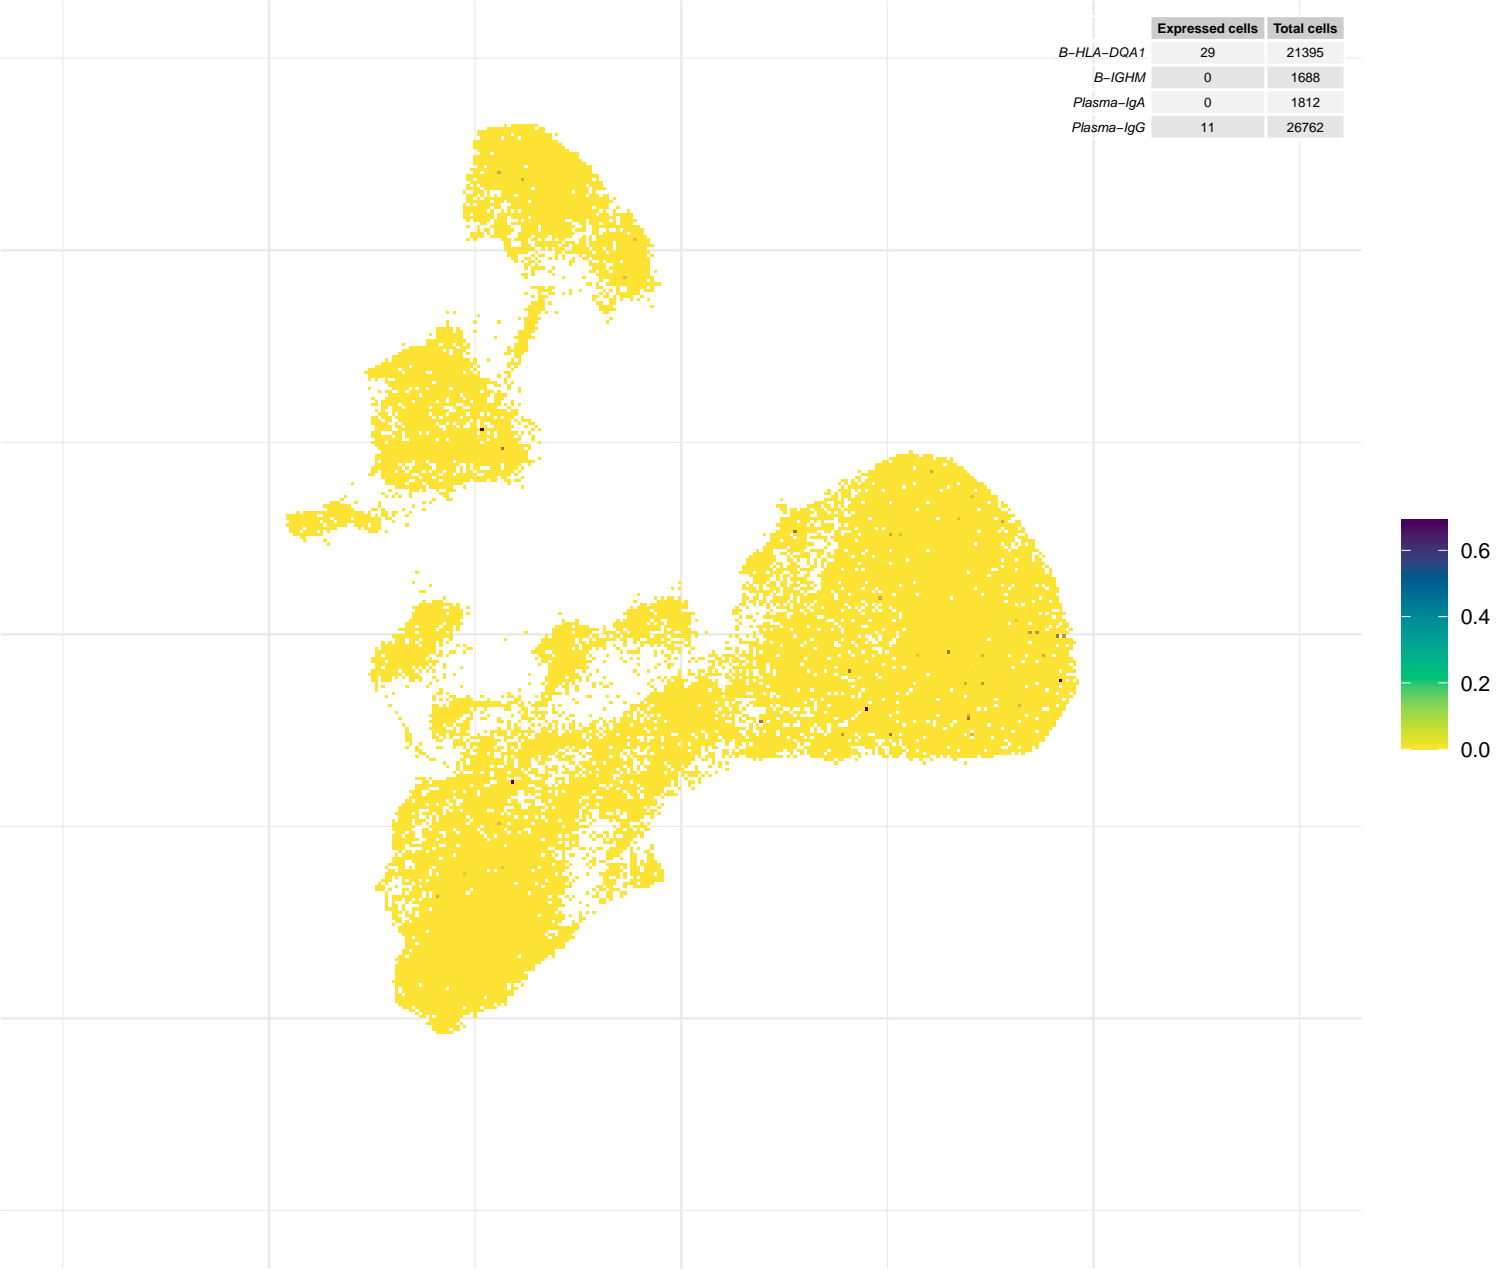 Expressed cells Total cells
B−HLA−DQA1 29 21395
B−IGHM 0 1688
Plasma−IgA 0 1812
Plasma−IgG 11 26762
0.6
0.4
0.2
0.0